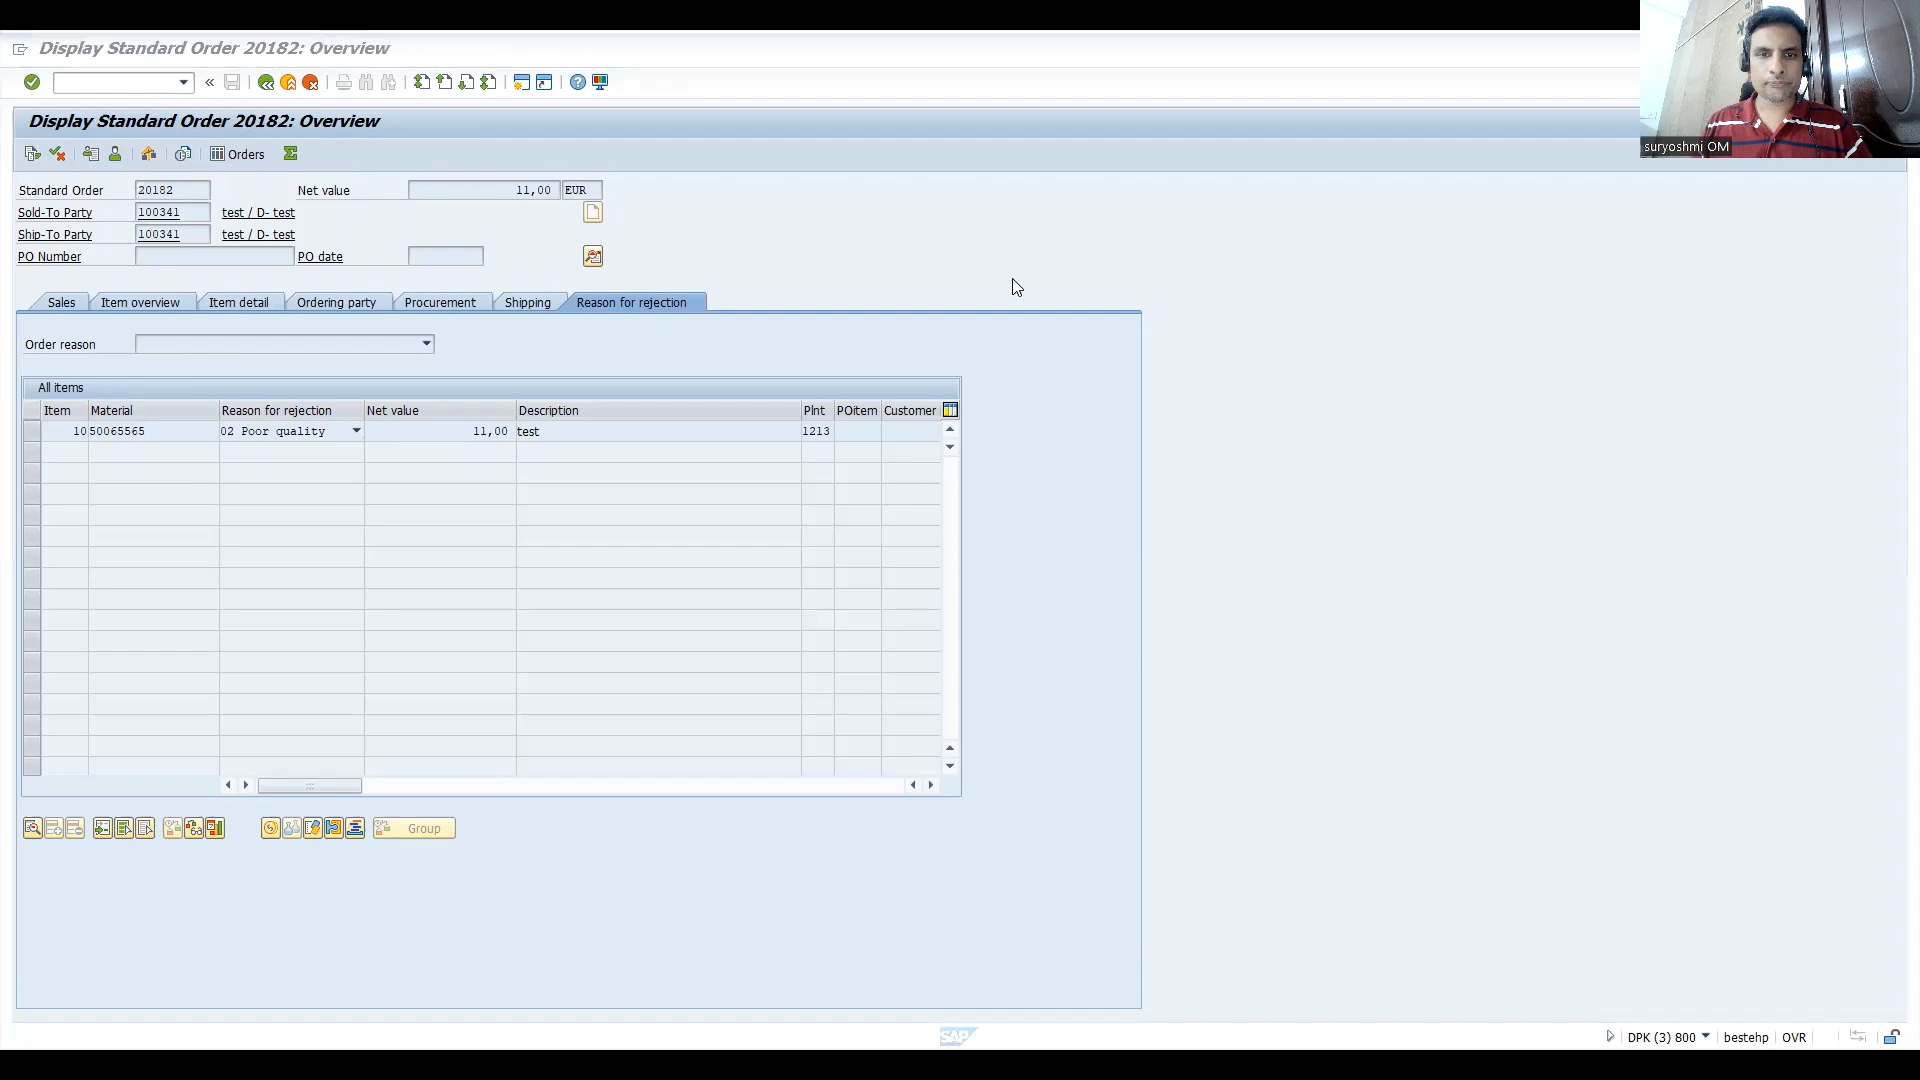 Display Standard Order 20182: Overview
Display Standard Order 20182: Overview
Orders
Standard Order 20182 Net value 11,00 EUR
Sold-To Party 100341 test / D- test
Ship-To Party 100341 test / D- test
PO Number PO date
Sales Item overview Item detail Ordering party Procurement Shipping Reason for rejection
Order reason
All items
Item Material Reason for rejection Net value Description Plnt POitem Customer
10 50065565 02 Poor quality 11,00 test 1213
Group
SAP
DPK (3) 800 bestehp OVR
suryoshmi OM